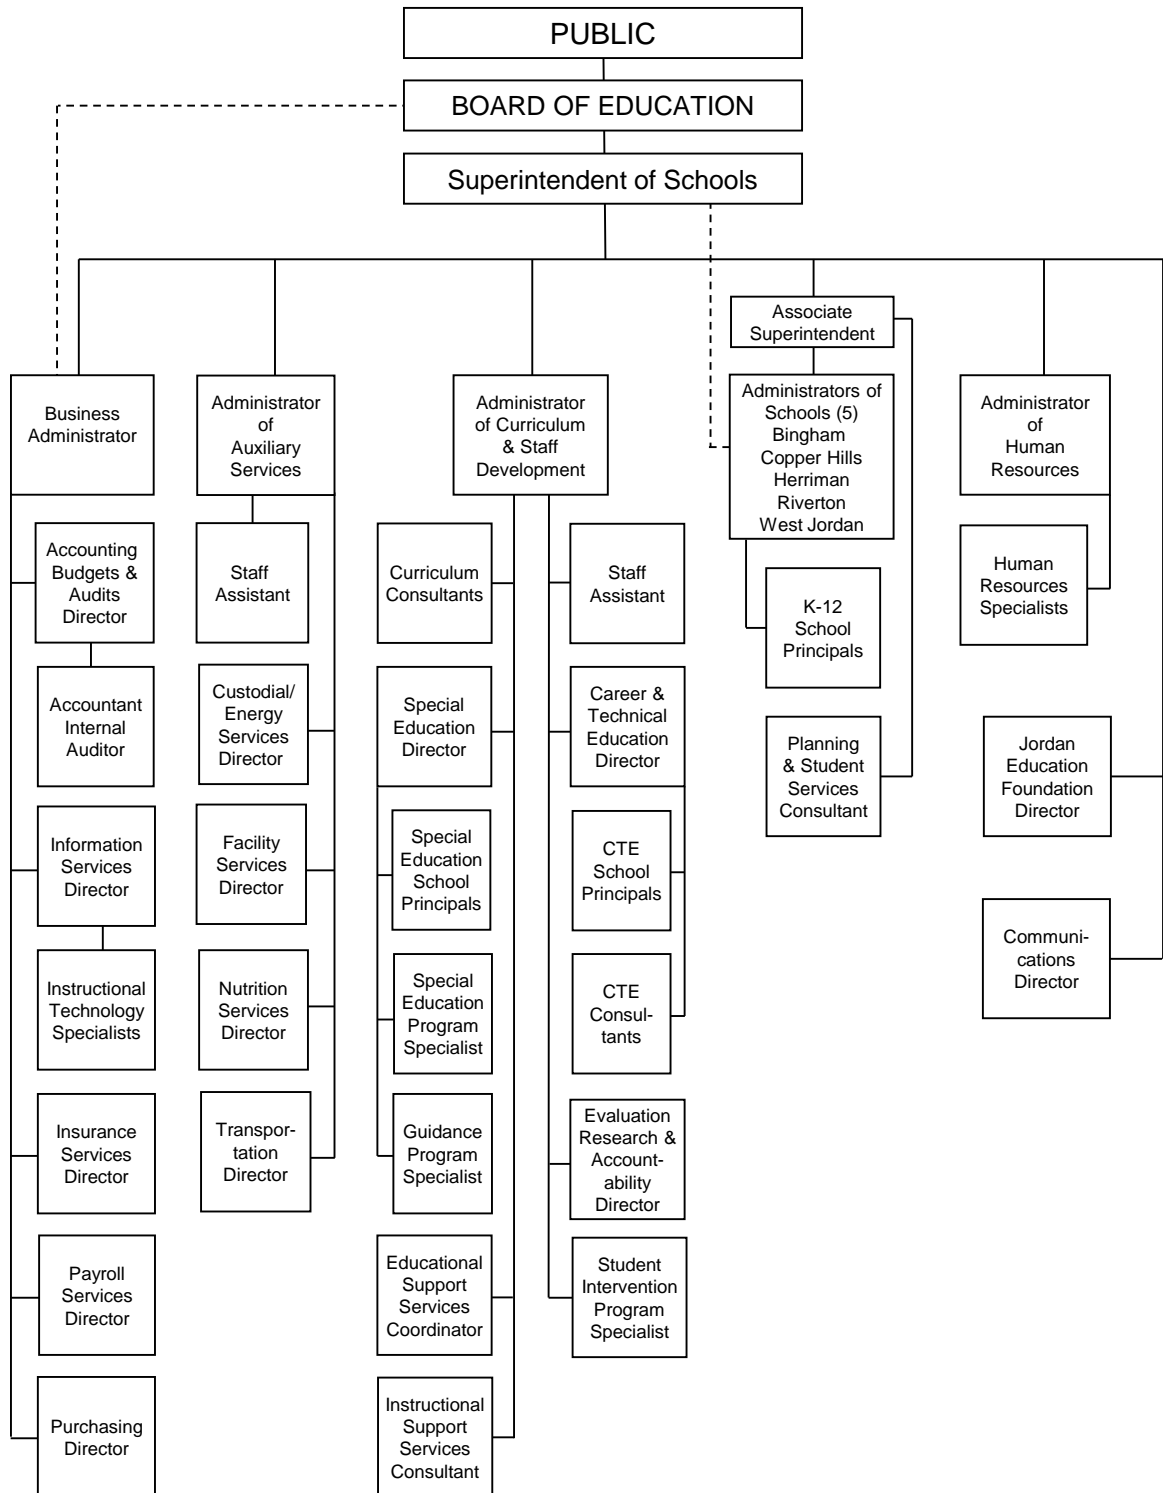 PUBLIC
BOARD OF EDUCATION
Superintendent of Schools
Associate
Superintendent
Business
Administrator
Administrator
of
Auxiliary
Services
Administrator
of Curriculum
& Staff
Development
Administrators of
Schools (5)
Bingham
Copper Hills
Herriman
Riverton
West Jordan
Administrator
of
Human
Resources
Accounting
Budgets &
Audits
Director
Staff
Assistant
Curriculum
Consultants
Staff
Assistant
K-12
School
Principals
Human
Resources
Specialists
Accountant
Internal
Auditor
Custodial/
Energy
Services
Director
Special
Education
Director
Career &
Technical
Education
Director
Planning
& Student
Services
Consultant
Jordan
Education
Foundation
Director
Information
Services
Director
Facility
Services
Director
Special
Education
School
Principals
CTE
School
Principals
Communi-
cations
Director
Instructional
Technology
Specialists
Nutrition
Services
Director
Special
Education
Program
Specialist
CTE
Consul-
tants
Insurance
Services
Director
Transpor-
tation
Director
Guidance
Program
Specialist
Evaluation
Research &
Account-
ability
Director
Payroll
Services
Director
Educational
Support
Services
Coordinator
Student
Intervention
Program
Specialist
Purchasing
Director
Instructional
Support
Services
Consultant